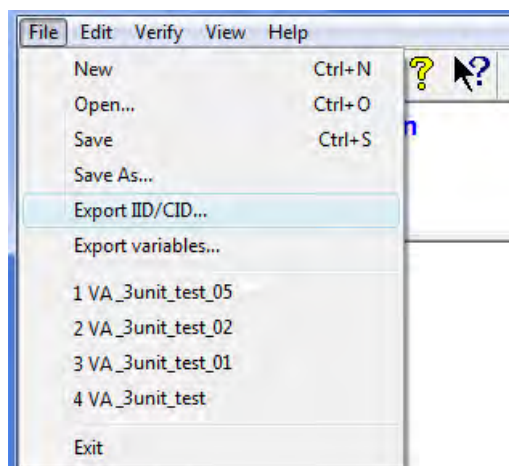 File Edit Verify View Help
New Ctrl+N
Open... Ctrl+O
Save Ctrl+S
Save As...
Export IID/CID...
Export variables...
1 VA_3unit_test_05
2 VA_3unit_test_02
3 VA_3unit_test_01
4 VA_3unit_test
Exit
n